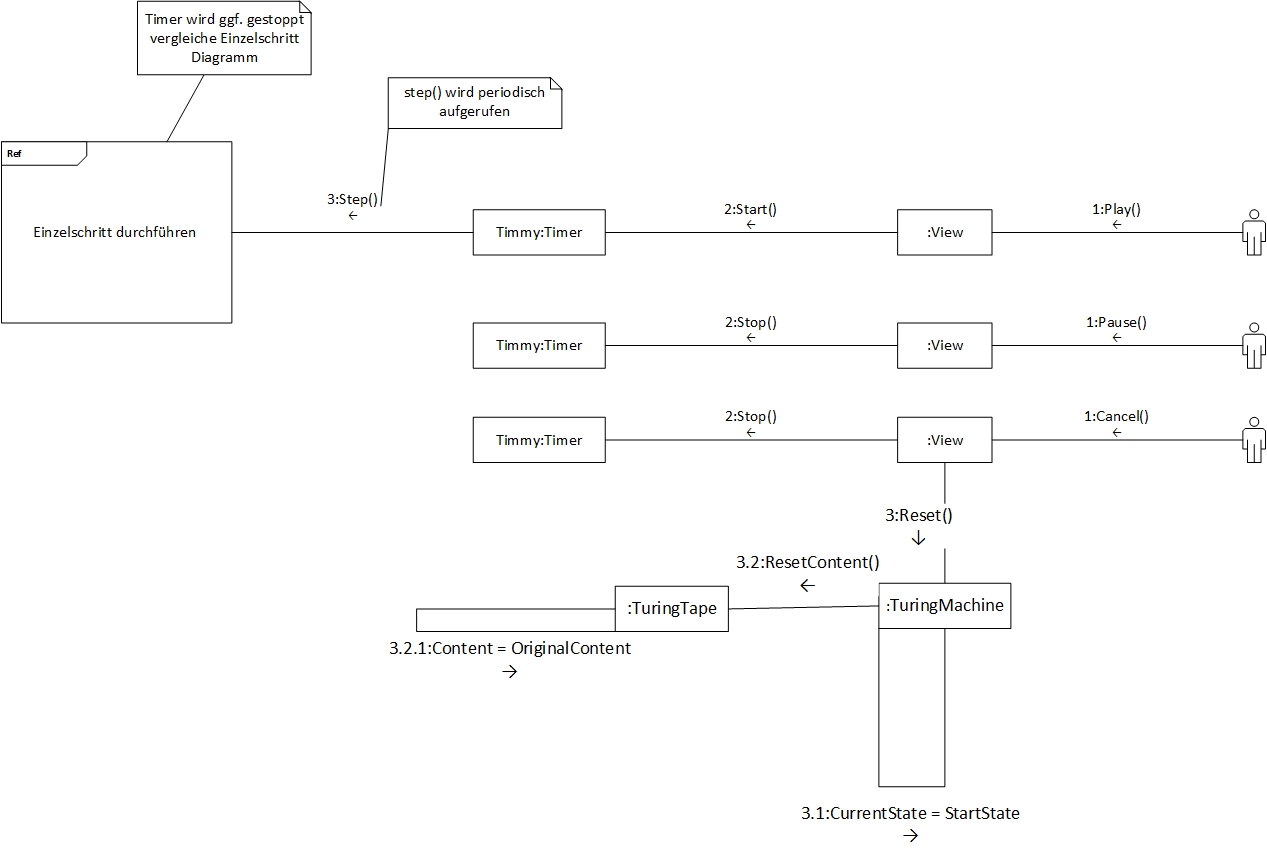 Timer wird ggf. gestoppt
vergleiche Einzelschritt
Diagramm
step() wird periodisch
aufgerufen
Ref
Einzelschritt durchführen
3:Step()
←
Timmy:Timer
2:Start()
←
:View
1:Play()
←
Timmy:Timer
2:Stop()
←
:View
1:Pause()
←
Timmy:Timer
2:Stop()
←
:View
1:Cancel()
←
3:Reset()
↓
3.2:ResetContent()
←
:TuringTape
:TuringMachine
3.2.1:Content = OriginalContent
→
3.1:CurrentState = StartState
→